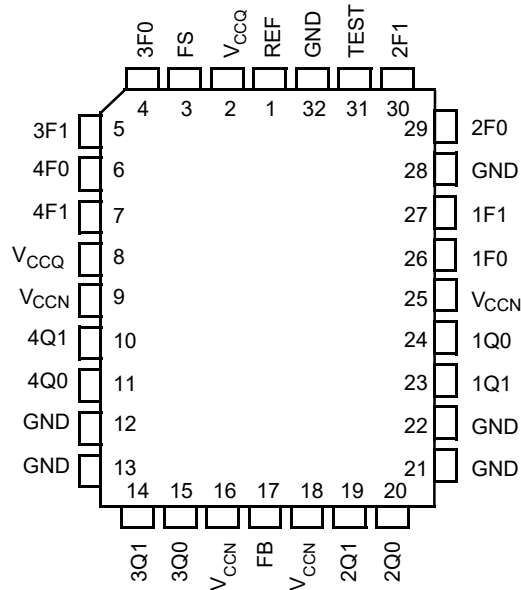 3F0 FS VCCQ REF GND TEST 2F1
4 3 2 1 32 31 30
3F1 5 29 2F0
4F0 6 28 GND
4F1 7 27 1F1
VCCQ 8 26 1F0
VCCN 9 25 VCCN
4Q1 10 24 1Q0
4Q0 11 23 1Q1
GND 12 22 GND
GND 13 21 GND
14 15 16 17 18 19 20
3Q1 3Q0 VCCN FB VCCN 2Q1 2Q0